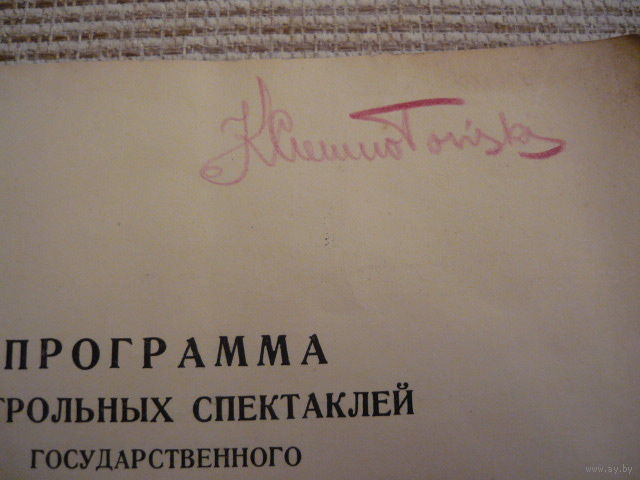 ПРОГРАММА
ТРОЛЬНЫХ СПЕКТАКЛЕЙ
ГОСУДАРСТВЕННОГО
www.ay.by